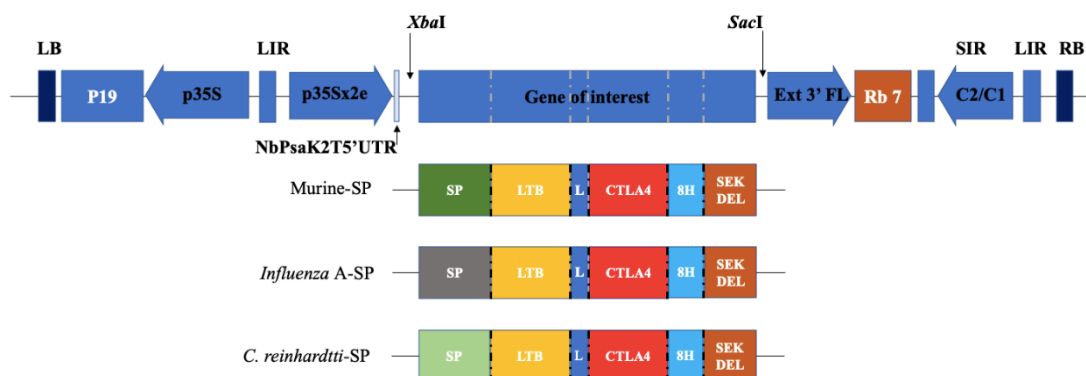 XbaI SacI
LB LIR SIR LIR RB
P19 p35S p35Sx2e Gene of interest Ext 3' FL Rb 7 C2/C1
NbPsaK2T5'UTR
Murine-SP SP LTB L CTLA4 8H SEK
DEL
Influenza A-SP SP LTB L CTLA4 8H SEK
DEL
C. reinhardtti-SP SP LTB L CTLA4 8H SEK
DEL